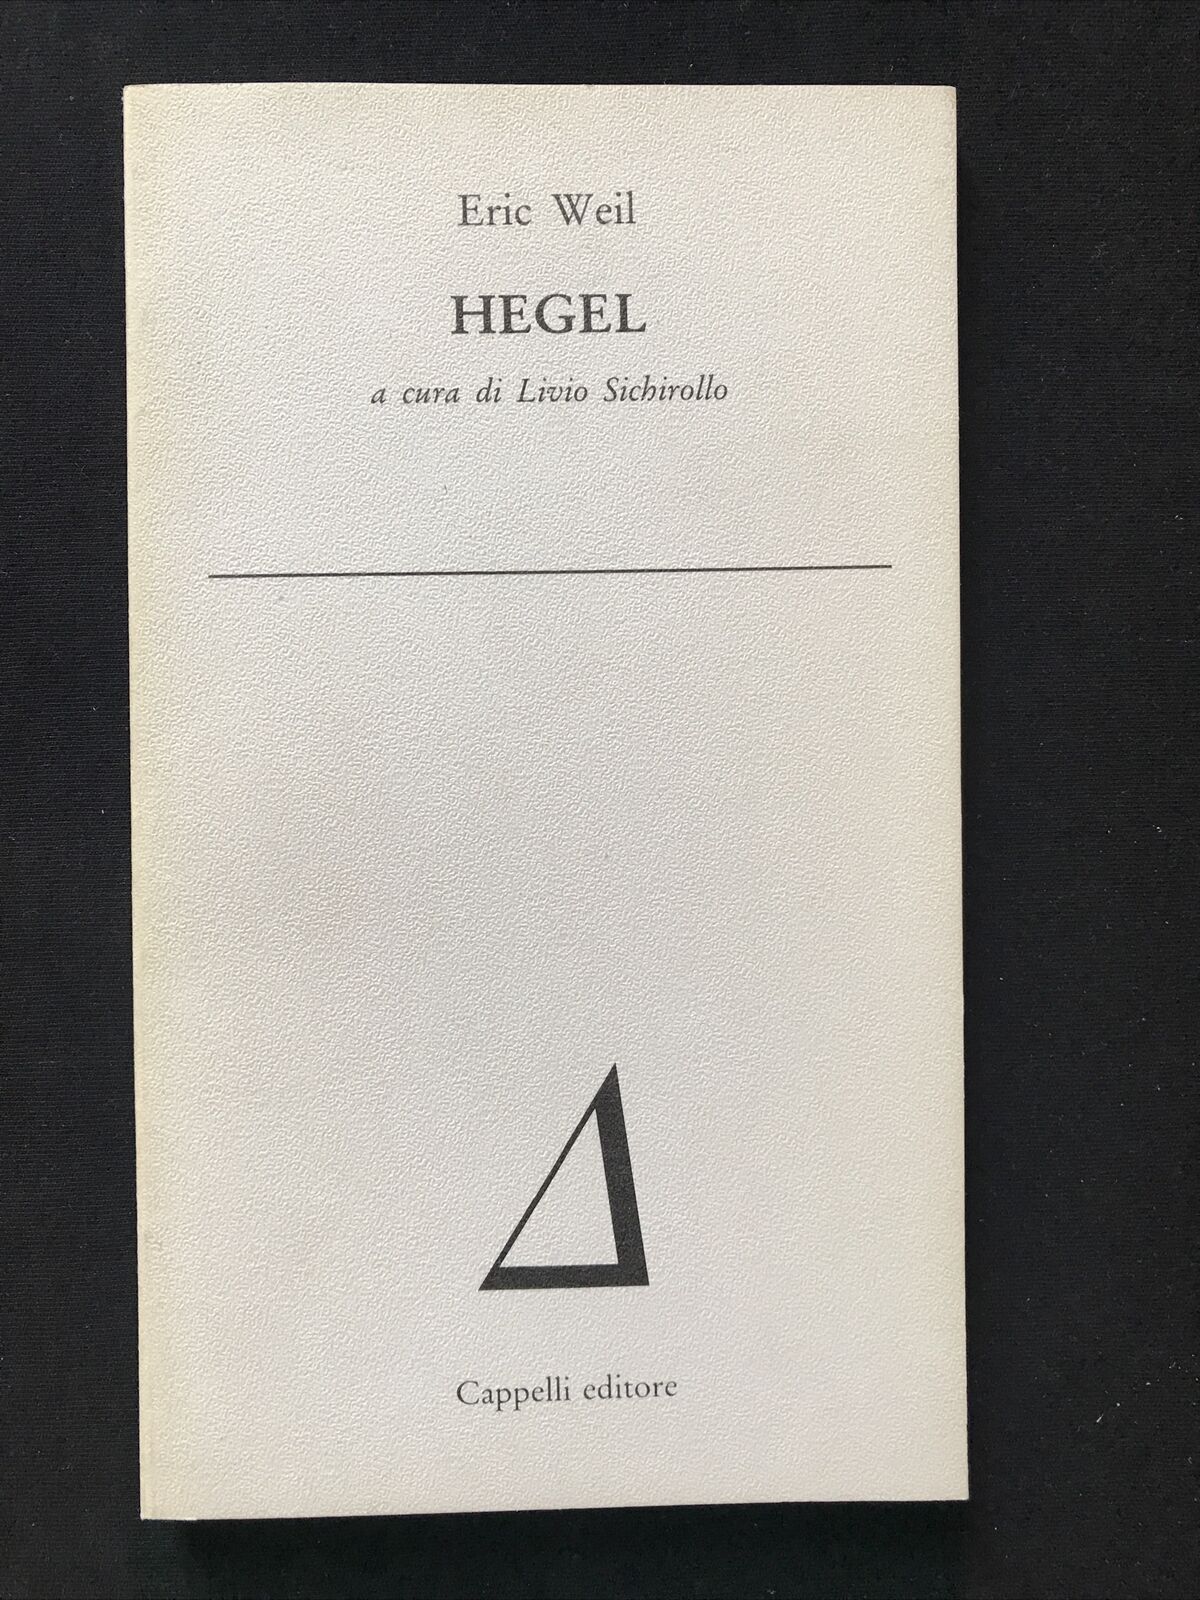 Eric Weil
HEGEL
a cura di Livio Sichirollo
Cappelli editore